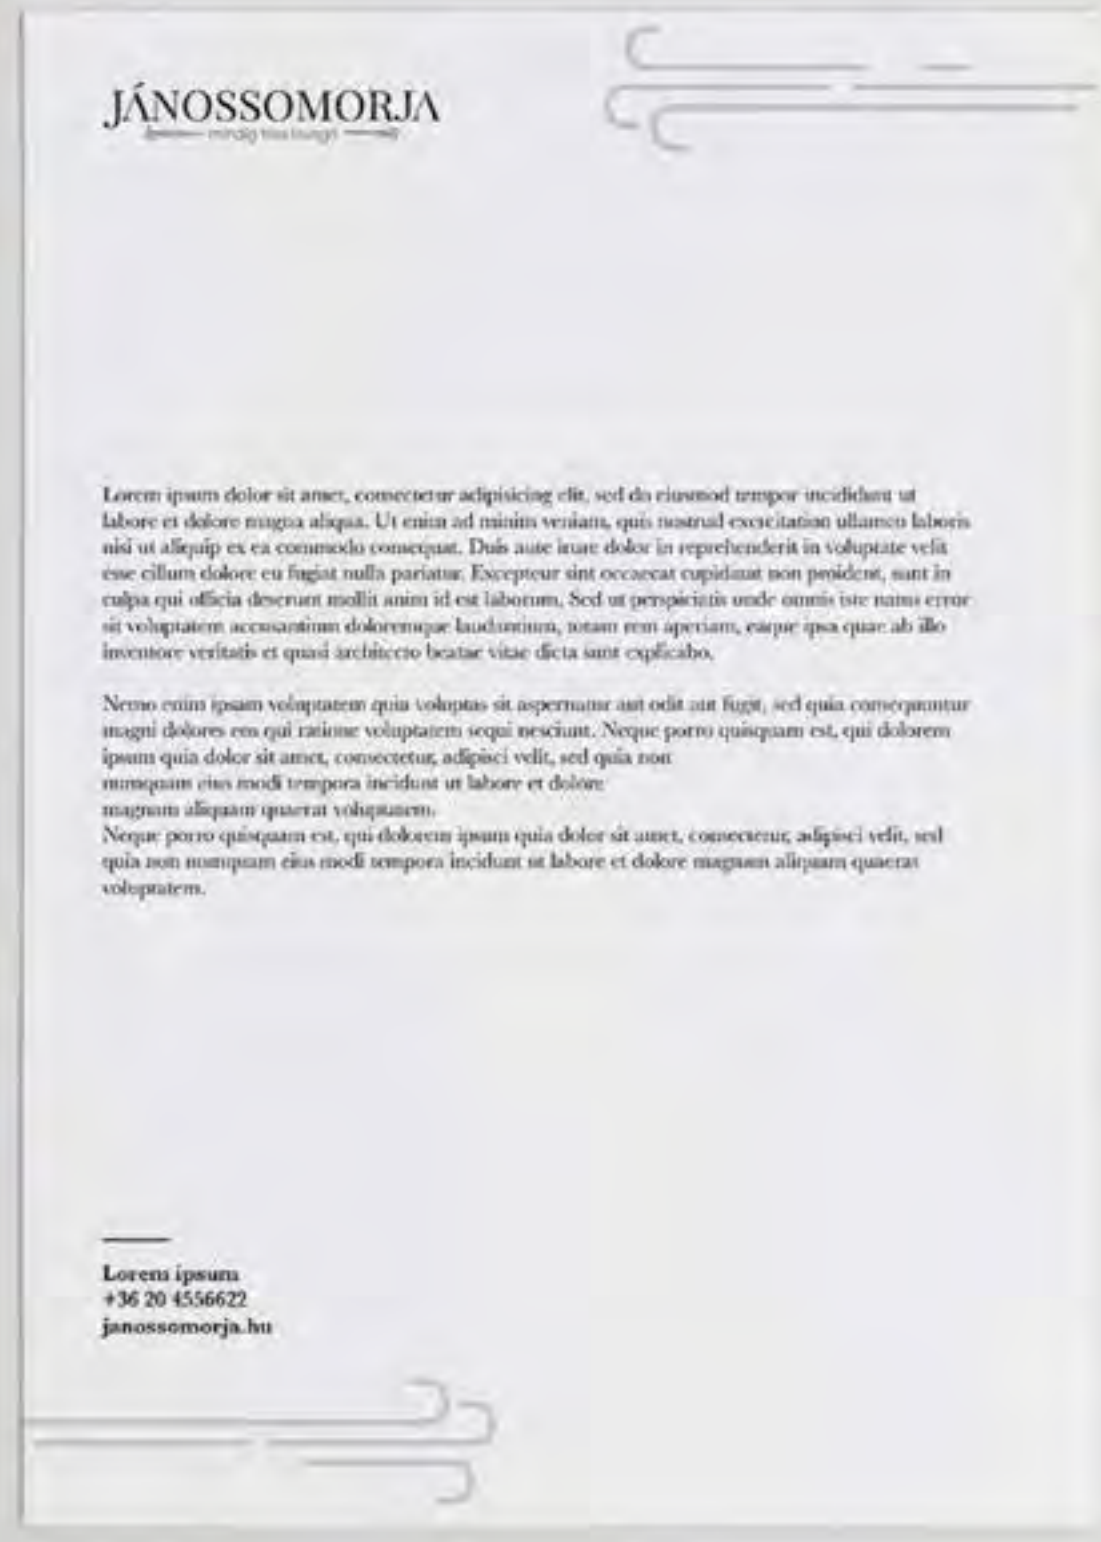 JÁNOSSOMORJA
mindig friss levegő
Lorem ipsum dolor sit amet, consectetur adipisicing elit, sed do eiusmod tempor incididunt ut
labore et dolore magna aliqua. Ut enim ad minim veniam, quis nostrud exercitation ullamco laboris
nisi ut aliquip ex ea commodo consequat. Duis aute irure dolor in reprehenderit in voluptate velit
esse cillum dolore eu fugiat nulla pariatur. Excepteur sint occaecat cupidatat non proident, sunt in
culpa qui officia deserunt mollit anim id est laborum. Sed ut perspiciatis unde omnis iste natus error
sit voluptatem accusantium doloremque laudantium, totam rem aperiam, eaque ipsa quae ab illo
inventore veritatis et quasi architecto beatae vitae dicta sunt explicabo.
Nemo enim ipsam voluptatem quia voluptas sit aspernatur aut odit aut fugit, sed quia consequuntur
magni dolores eos qui ratione voluptatem sequi nesciunt. Neque porro quisquam est, qui dolorem
ipsum quia dolor sit amet, consectetur, adipisci velit, sed quia non
numquam eius modi tempora incidunt ut labore et dolore
magnam aliquam quaerat voluptatem.
Neque porro quisquam est, qui dolorem ipsum quia dolor sit amet, consectetur, adipisci velit, sed
quia non numquam eius modi tempora incidunt ut labore et dolore magnam aliquam quaerat
voluptatem.
Lorem ipsum
+36 20 4556622
janossomorja.hu